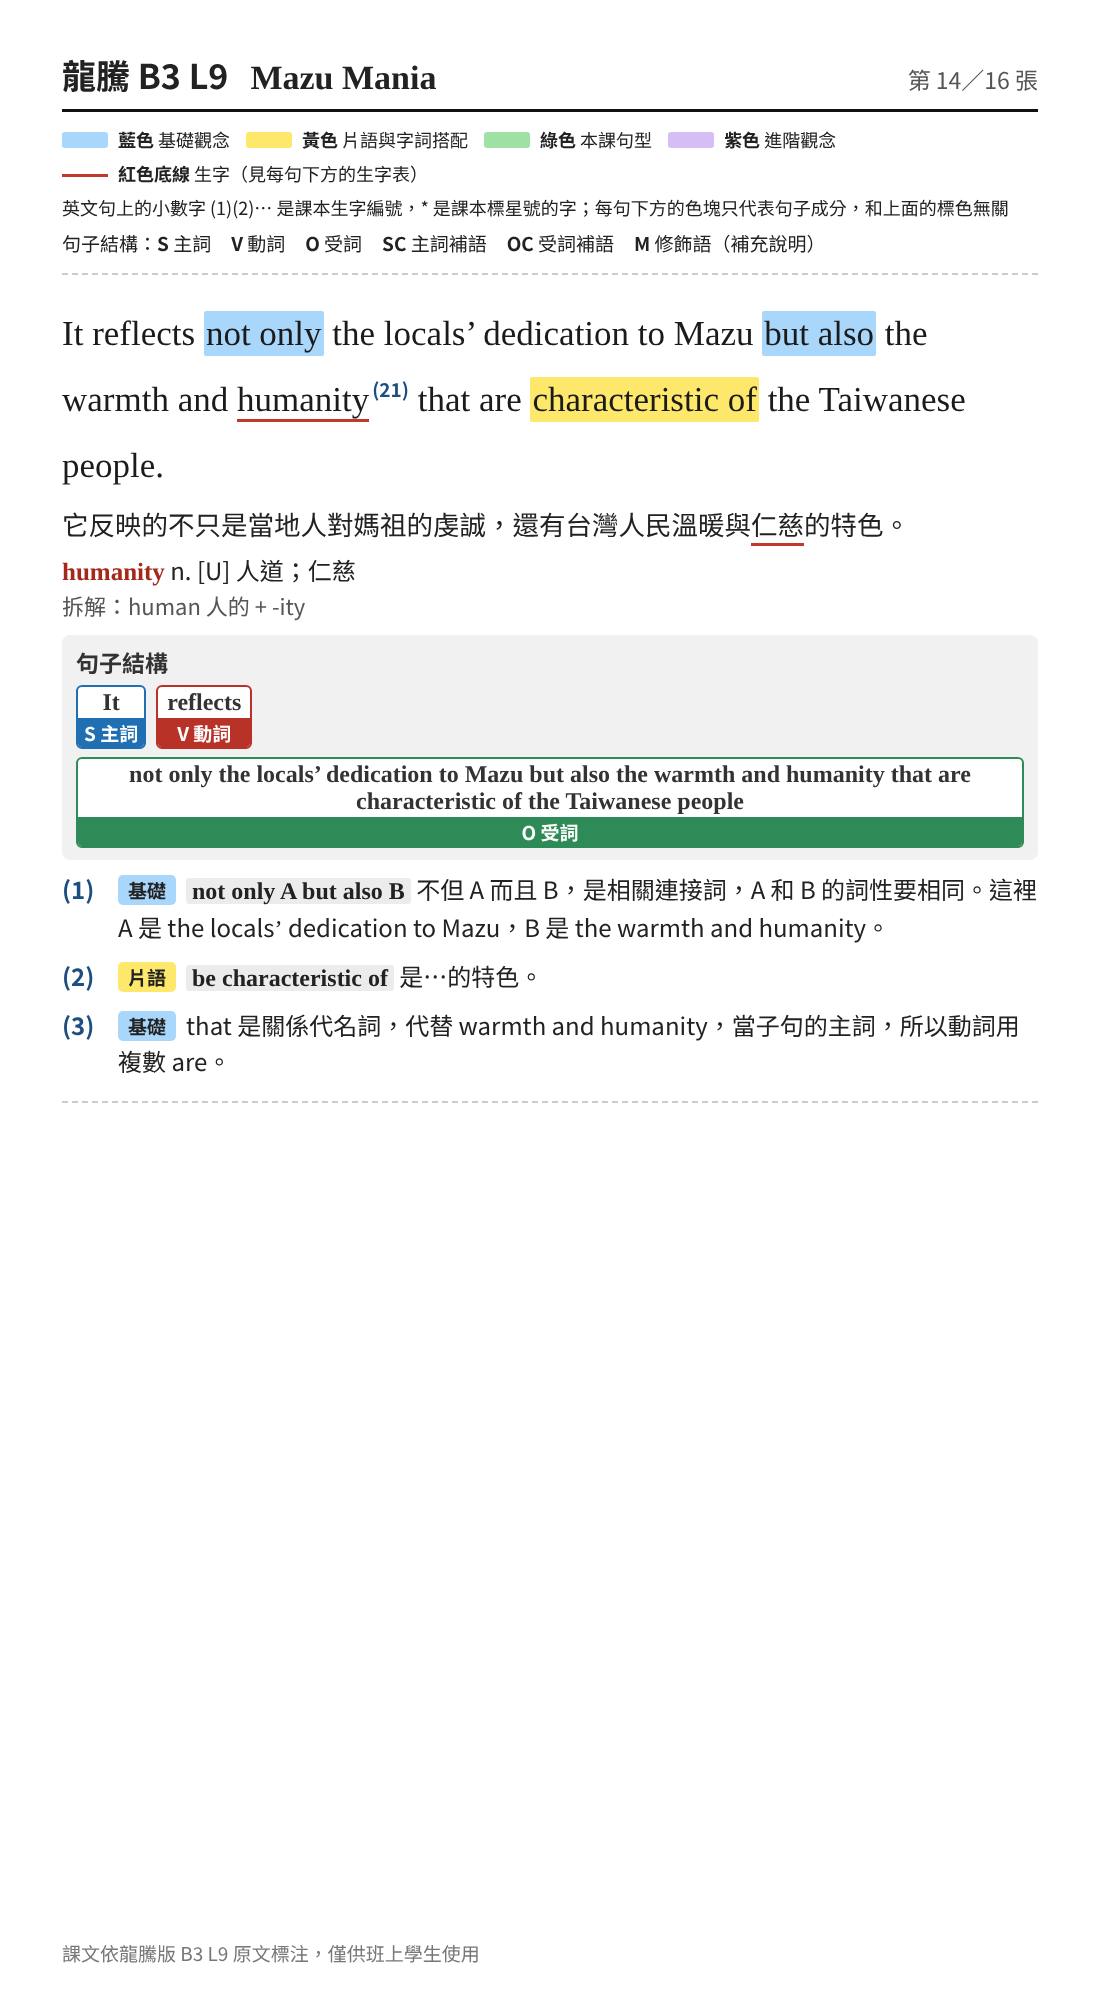 龍騰 B3 L9 Mazu Mania 第 14／16 張
藍色 基礎觀念 黃色 片語與字詞搭配 綠色 本課句型 紫色 進階觀念
紅色底線 生字（見每句下方的生字表）
英文句上的小數字 (1)(2)⋯ 是課本生字編號，* 是課本標星號的字；每句下方的色塊只代表句子成分，和上面的標色無關
句子結構：S 主詞 V 動詞 O 受詞 SC 主詞補語 OC 受詞補語 M 修飾語（補充說明）
It reflects not only the locals’ dedication to Mazu but also the
warmth and humanity (21) that are characteristic of the Taiwanese
people.
它反映的不只是當地人對媽祖的虔誠，還有台灣人民溫暖與仁慈的特色。
humanity n. [U] 人道；仁慈
拆解：human 人的 + -ity
句子結構
It reflects
S 主詞 V 動詞
not only the locals’ dedication to Mazu but also the warmth and humanity that are
characteristic of the Taiwanese people
O 受詞
(1) 基礎 not only A but also B 不但 A 而且 B，是相關連接詞，A 和 B 的詞性要相同。這裡
A 是 the locals’ dedication to Mazu，B 是 the warmth and humanity。
(2) 片語 be characteristic of 是⋯的特色。
(3) 基礎 that 是關係代名詞，代替 warmth and humanity，當子句的主詞，所以動詞用
複數 are。
課文依龍騰版 B3 L9 原文標注，僅供班上學生使用